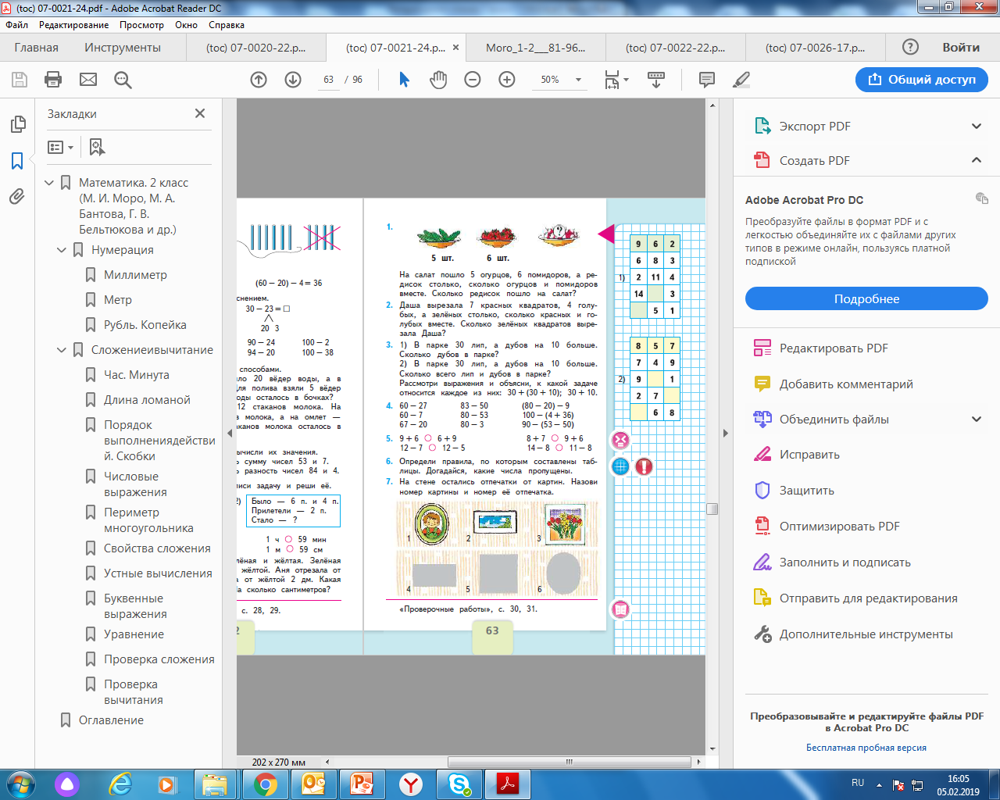 (toc) 07-0021-24.pdf - Adobe Acrobat Reader DC
Файл Редактирование Просмотр Окно Справка
Главная Инструменты (toc) 07-0020-22.p... (toc) 07-0021-24.p... × Moro_1-2___81-96... (toc) 07-0022-22.p... (toc) 07-0026-17.p... Войти
63 / 96 50% Общий доступ
Закладки
Математика. 2 класс
(М. И. Моро, М. А.
Бантова, Г. В.
Бельтюкова и др.)
Нумерация
Миллиметр
Метр
Рубль. Копейка
Сложениеивычитание
Час. Минута
Длина ломаной
Порядок
выполнениядействи
й. Скобки
Числовые
выражения
Периметр
многоугольника
Свойства сложения
Устные вычисления
Буквенные
выражения
Уравнение
Проверка сложения
Проверка
вычитания
Оглавление
(60 − 20) − 4 = 36
снением.
30 − 23 = □
20 3
90 − 24 100 − 2
94 − 20 100 − 38
способами.
ло 20 вёдер воды, а в
Для полива взяли 5 вёдер
оды осталось в бочках?
12 стаканов молока. На
в молока, а на омлет —
аканов молока осталось в
вычисли их значения.
ь сумму чисел 53 и 7.
ь разность чисел 84 и 4.
писи задачу и реши её.
2) Было — 6 п. и 4 п.
Прилетели — 2 п.
Стало — ?
1 ч ○ 59 мин
1 м ○ 59 см
лёная и жёлтая. Зелёная
жёлтой. Аня отрезала от
а от жёлтой 2 дм. Какая
На сколько сантиметров?
с. 28, 29.
2
1.
?
5 шт. 6 шт.
На салат пошло 5 огурцов, 6 помидоров, а ре-
дисок столько, сколько огурцов и помидоров
вместе. Сколько редисок пошло на салат?
2. Даша вырезала 7 красных квадратов, 4 голу-
бых, а зелёных столько, сколько красных и го-
лубых вместе. Сколько зелёных квадратов выре-
зала Даша?
3. 1) В парке 30 лип, а дубов на 10 больше.
Сколько дубов в парке?
2) В парке 30 лип, а дубов на 10 больше.
Сколько всего лип и дубов в парке?
Рассмотри выражения и объясни, к какой задаче
относится каждое из них: 30 + (30 + 10); 30 + 10.
4. 60 − 27 83 − 50 (80 − 20) − 9
60 − 7 80 − 53 100 − (4 + 36)
67 − 20 80 − 3 90 − (53 − 50)
5. 9 + 6 ○ 6 + 9 8 + 7 ○ 9 + 6
12 − 7 ○ 12 − 5 14 − 8 ○ 11 − 8
6. Определи правила, по которым составлены таб-
лицы. Догадайся, какие числа пропущены.
7. На стене остались отпечатки от картин. Назови
номер картины и номер её отпечатка.
1 2 3
4 5 6
«Проверочные работы», с. 30, 31.
63
1)
9 6 2
6 8 3
2 11 4
14 3
5 1
2)
8 5 7
7 4 9
9 1
2 7
6 8
202 x 270 мм
Экспорт PDF
Создать PDF
Adobe Acrobat Pro DC
Преобразуйте файлы в формат PDF и с
легкостью объединяйте их с файлами других
типов в режиме онлайн, пользуясь платной
подпиской
Подробнее
Редактировать PDF
Добавить комментарий
Объединить файлы
Исправить
Защитить
Оптимизировать PDF
Заполнить и подписать
Отправить для редактирования
Дополнительные инструменты
Преобразовывайте и редактируйте файлы PDF
в Acrobat Pro DC
Бесплатная пробная версия
RU 16:05
05.02.2019